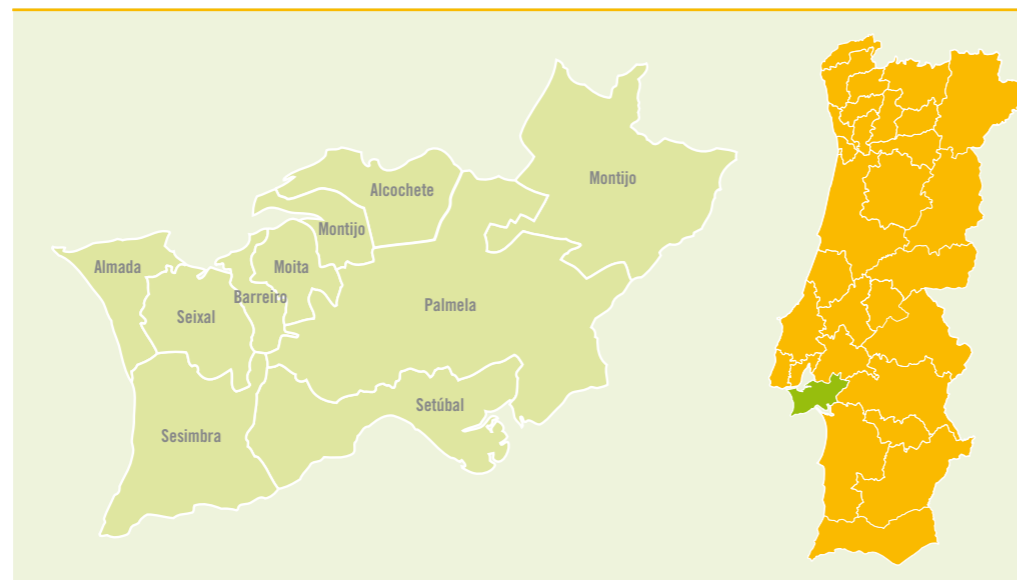 Montijo
Alcochete
Montijo
Almada
Moita
Barreiro
Palmela
Seixal
Setúbal
Sesimbra